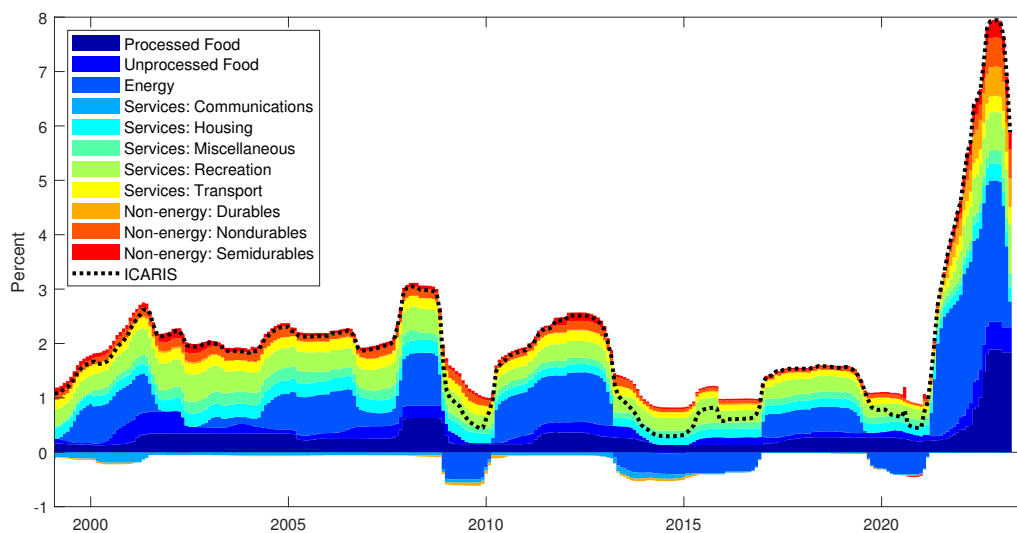 8
7
6
5
4
3
2
1
0
-1
Percent
Processed Food
Unprocessed Food
Energy
Services: Communications
Services: Housing
Services: Miscellaneous
Services: Recreation
Services: Transport
Non-energy: Durables
Non-energy: Nondurables
Non-energy: Semidurables
ICARIS
2000 2005 2010 2015 2020